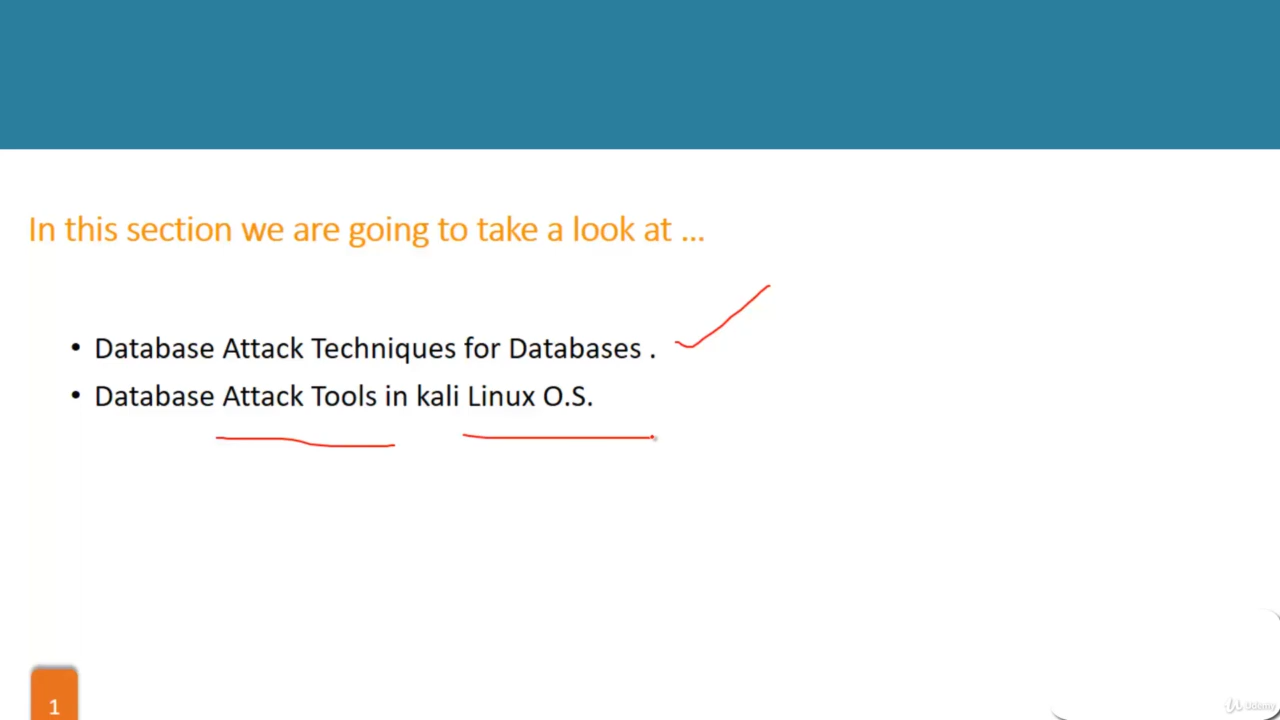 In this section we are going to take a look at ...
• Database Attack Techniques for Databases .
• Database Attack Tools in kali Linux O.S.
1
Udemy